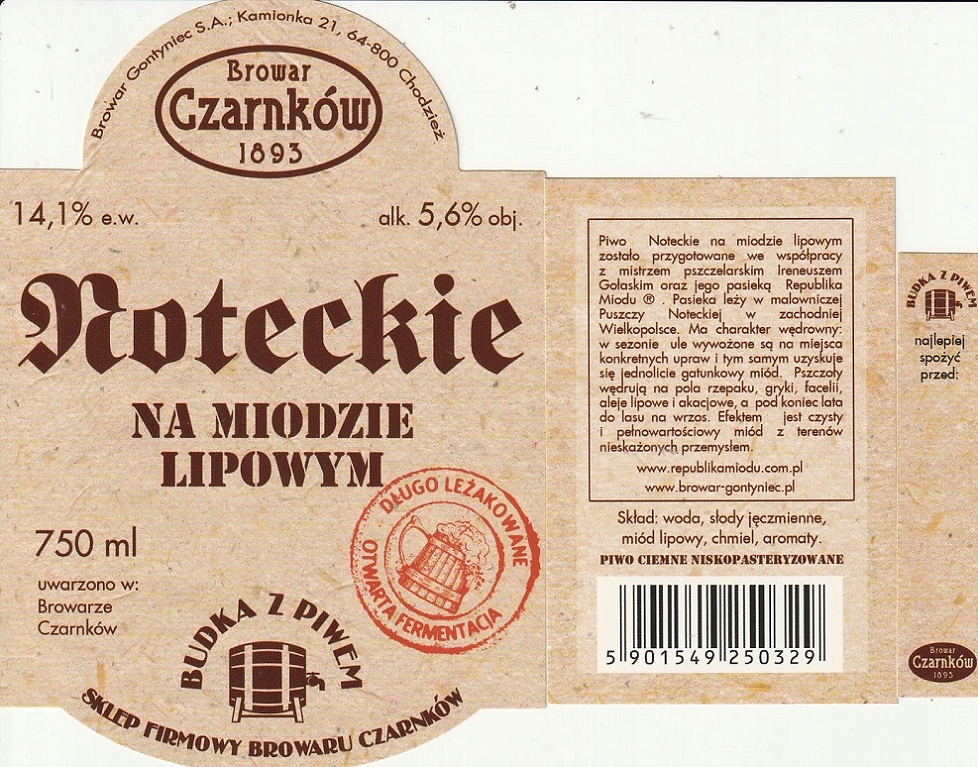 Browar Gontyniec S.A.; Kamionka 21, 64-800 Chodzież
Browar
Czarnków
1893
14,1% e.w.
alk. 5,6% obj.
Noteckie
NA MIODZIE
LIPOWYM
DŁUGO LEŻAKOWANE
OTWARTA FERMENTACJA
750 ml
uwarzono w:
Browarze
Czarnków
BUDKA Z PIWEM
SKLEP FIRMOWY BROWARU CZARNKÓW
Piwo Noteckie na miodzie lipowym
zostało przygotowane we współpracy
z mistrzem pszczelarskim Ireneuszem
Gołaskim oraz jego pasieką Republika
Miodu ® . Pasieka leży w malowniczej
Puszczy Noteckiej w zachodniej
Wielkopolsce. Ma charakter wędrowny:
w sezonie ule wywożone są na miejsca
konkretnych upraw i tym samym uzyskuje
się jednolicie gatunkowy miód. Pszczoły
wędrują na pola rzepaku, gryki, facelii,
aleje lipowe i akacjowe, a pod koniec lata
do lasu na wrzos. Efektem jest czysty
i pełnowartościowy miód z terenów
nieskażonych przemysłem.
www.republikamiodu.com.pl
www.browar-gontyniec.pl
Skład: woda, słody jęczmienne,
miód lipowy, chmiel, aromaty.
PIWO CIEMNE NISKOPASTERYZOWANE
5 901549 250329
BUDKA Z PIWEM
najlepiej
spożyć
przed:
Browar
Czarnków
1893